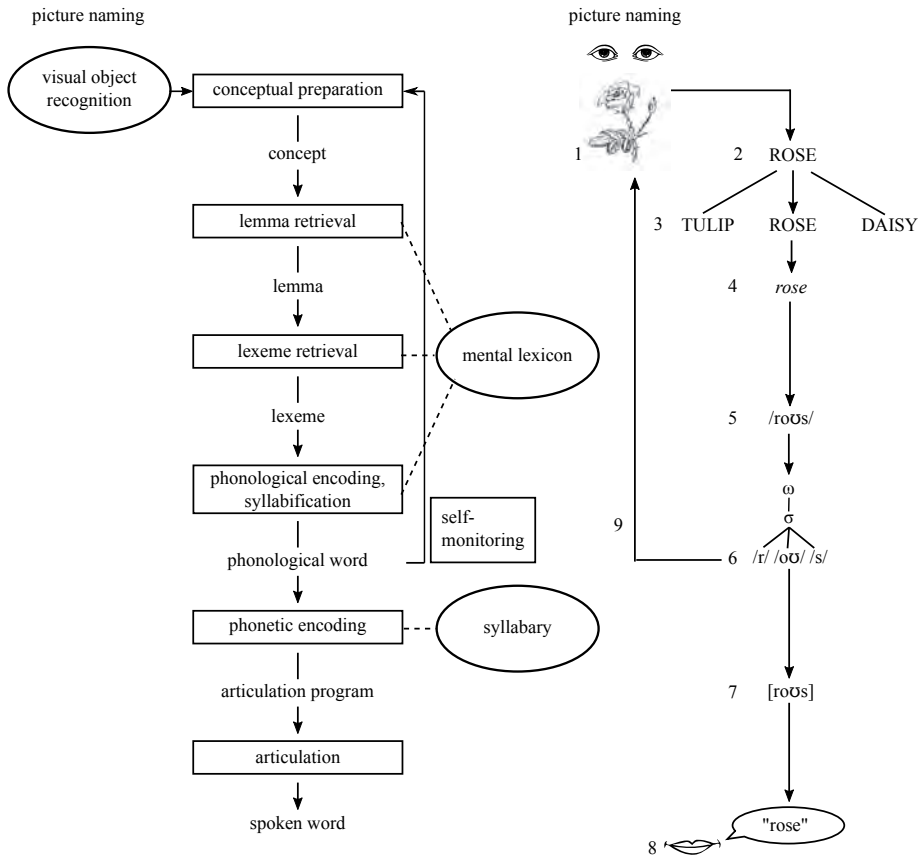 picture naming
visual object
recognition
conceptual preparation
concept
lemma retrieval
lemma
lexeme retrieval
mental lexicon
lexeme
phonological encoding,
syllabification
self-
monitoring
phonological word
phonetic encoding
syllabary
articulation program
articulation
spoken word
picture naming
1
2 ROSE
3 TULIP ROSE DAISY
4 rose
5 /roʊs/
ω
σ
9
6 /r/ /oʊ/ /s/
7 [roʊs]
"rose"
8